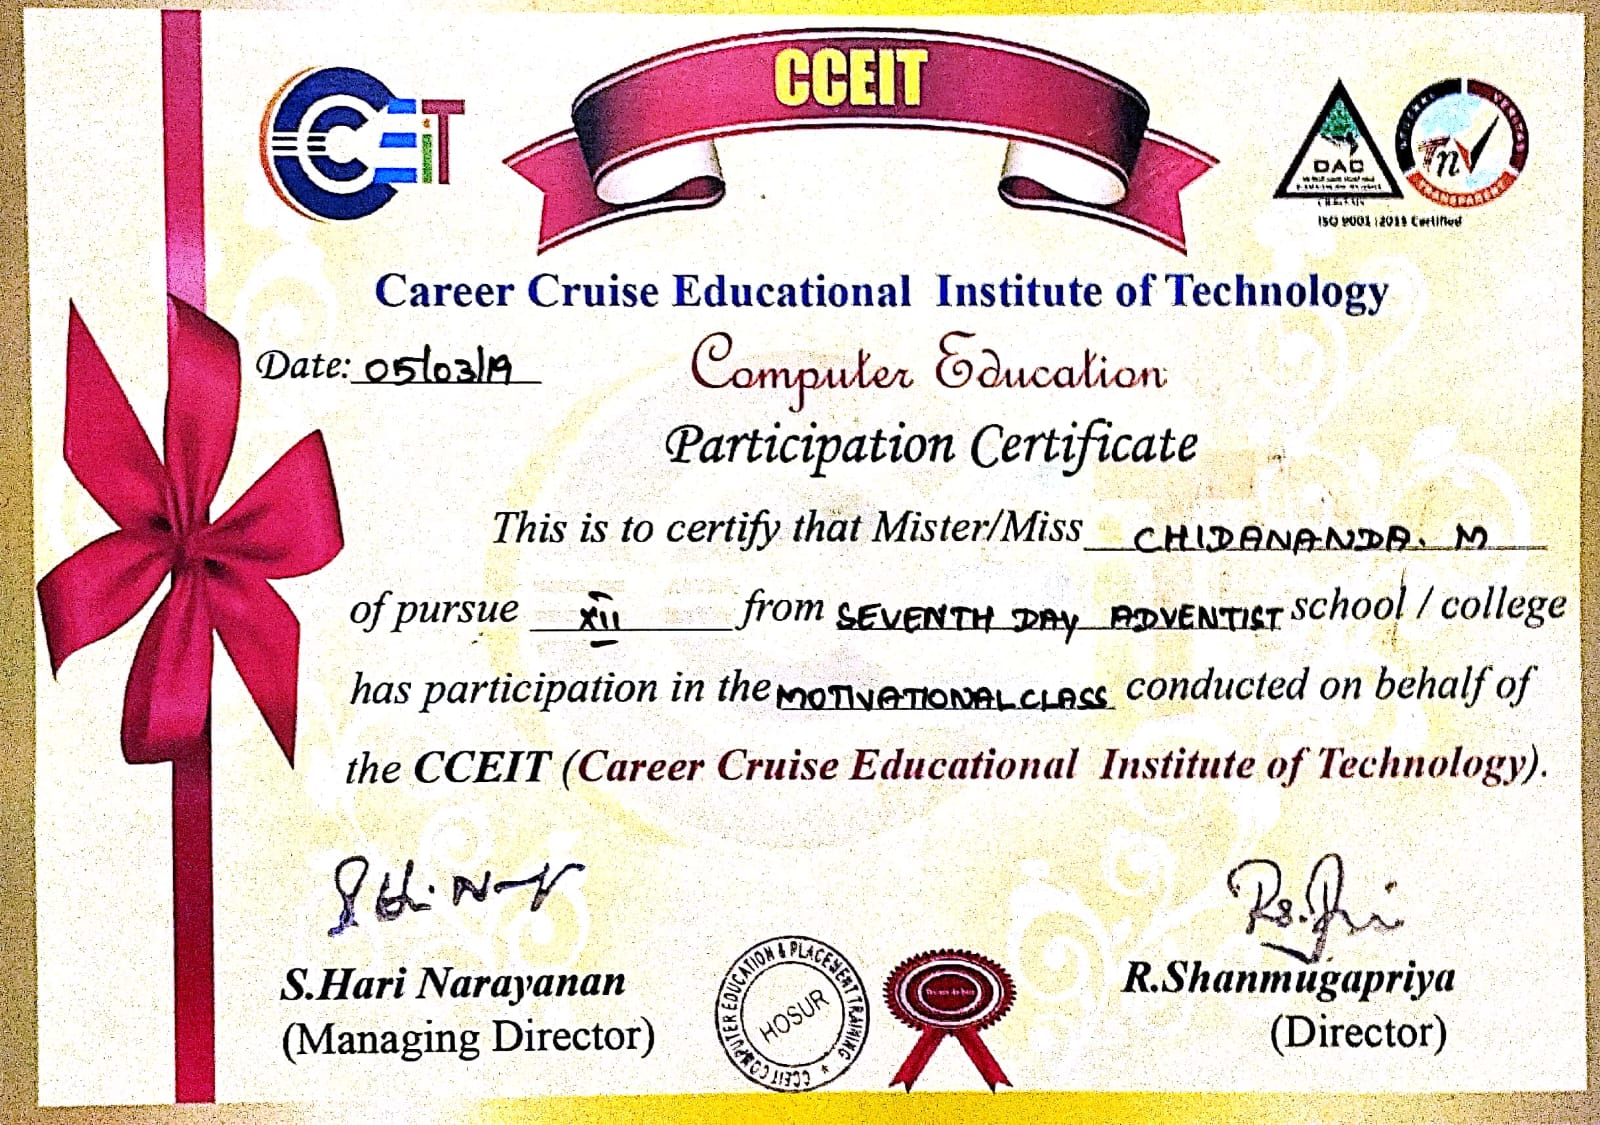 CCEIT
CCEIT
DAC
TnV
ISO 9001 :2015 Certified
Career Cruise Educational Institute of Technology
Date: 05/03/19
Computer Education
Participation Certificate
This is to certify that Mister/Miss CHIDANANDA. M
of pursue XII from SEVENTH DAY ADVENTIST school / college
has participation in the MOTIVATIONAL CLASS conducted on behalf of
the CCEIT (Career Cruise Educational Institute of Technology).
S.Hari Narayanan
(Managing Director)
CCEIT COMPUTER EDUCATION & PLACEMENT TRAINING
HOSUR
R.Shanmugapriya
(Director)